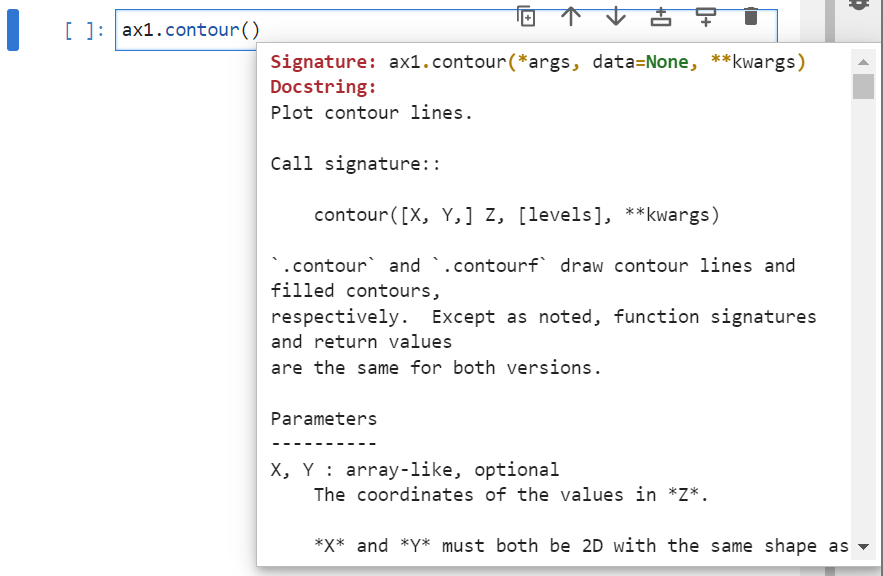 [ ]: ax1.contour()
Signature: ax1.contour(*args, data=None, **kwargs)
Docstring:
Plot contour lines.
Call signature::
contour([X, Y,] Z, [levels], **kwargs)
`.contour` and `.contourf` draw contour lines and
filled contours,
respectively.  Except as noted, function signatures
and return values
are the same for both versions.
Parameters
----------
X, Y : array-like, optional
The coordinates of the values in *Z*.
*X* and *Y* must both be 2D with the same shape as